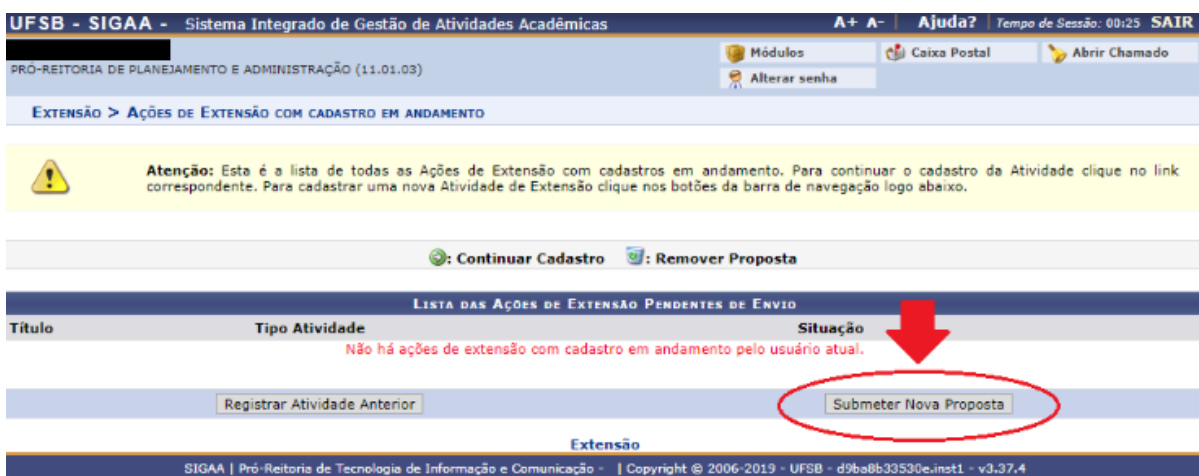 UFSB - SIGAA - Sistema Integrado de Gestão de Atividades Acadêmicas A+ A- | Ajuda? | Tempo de Sessão: 00:25 SAIR
PRÓ-REITORIA DE PLANEJAMENTO E ADMINISTRAÇÃO (11.01.03)
Módulos Caixa Postal Abrir Chamado
Alterar senha
EXTENSÃO > AÇÕES DE EXTENSÃO COM CADASTRO EM ANDAMENTO
Atenção: Esta é a lista de todas as Ações de Extensão com cadastros em andamento. Para continuar o cadastro da Atividade clique no link
correspondente. Para cadastrar uma nova Atividade de Extensão clique nos botões da barra de navegação logo abaixo.
: Continuar Cadastro : Remover Proposta
LISTA DAS AÇÕES DE EXTENSÃO PENDENTES DE ENVIO
Título Tipo Atividade Situação
Não há ações de extensão com cadastro em andamento pelo usuário atual.
Registrar Atividade Anterior Submeter Nova Proposta
Extensão
SIGAA | Pró-Reitoria de Tecnologia de Informação e Comunicação - | Copyright © 2006-2019 - UFSB - d9ba8b33530e.inst1 - v3.37.4